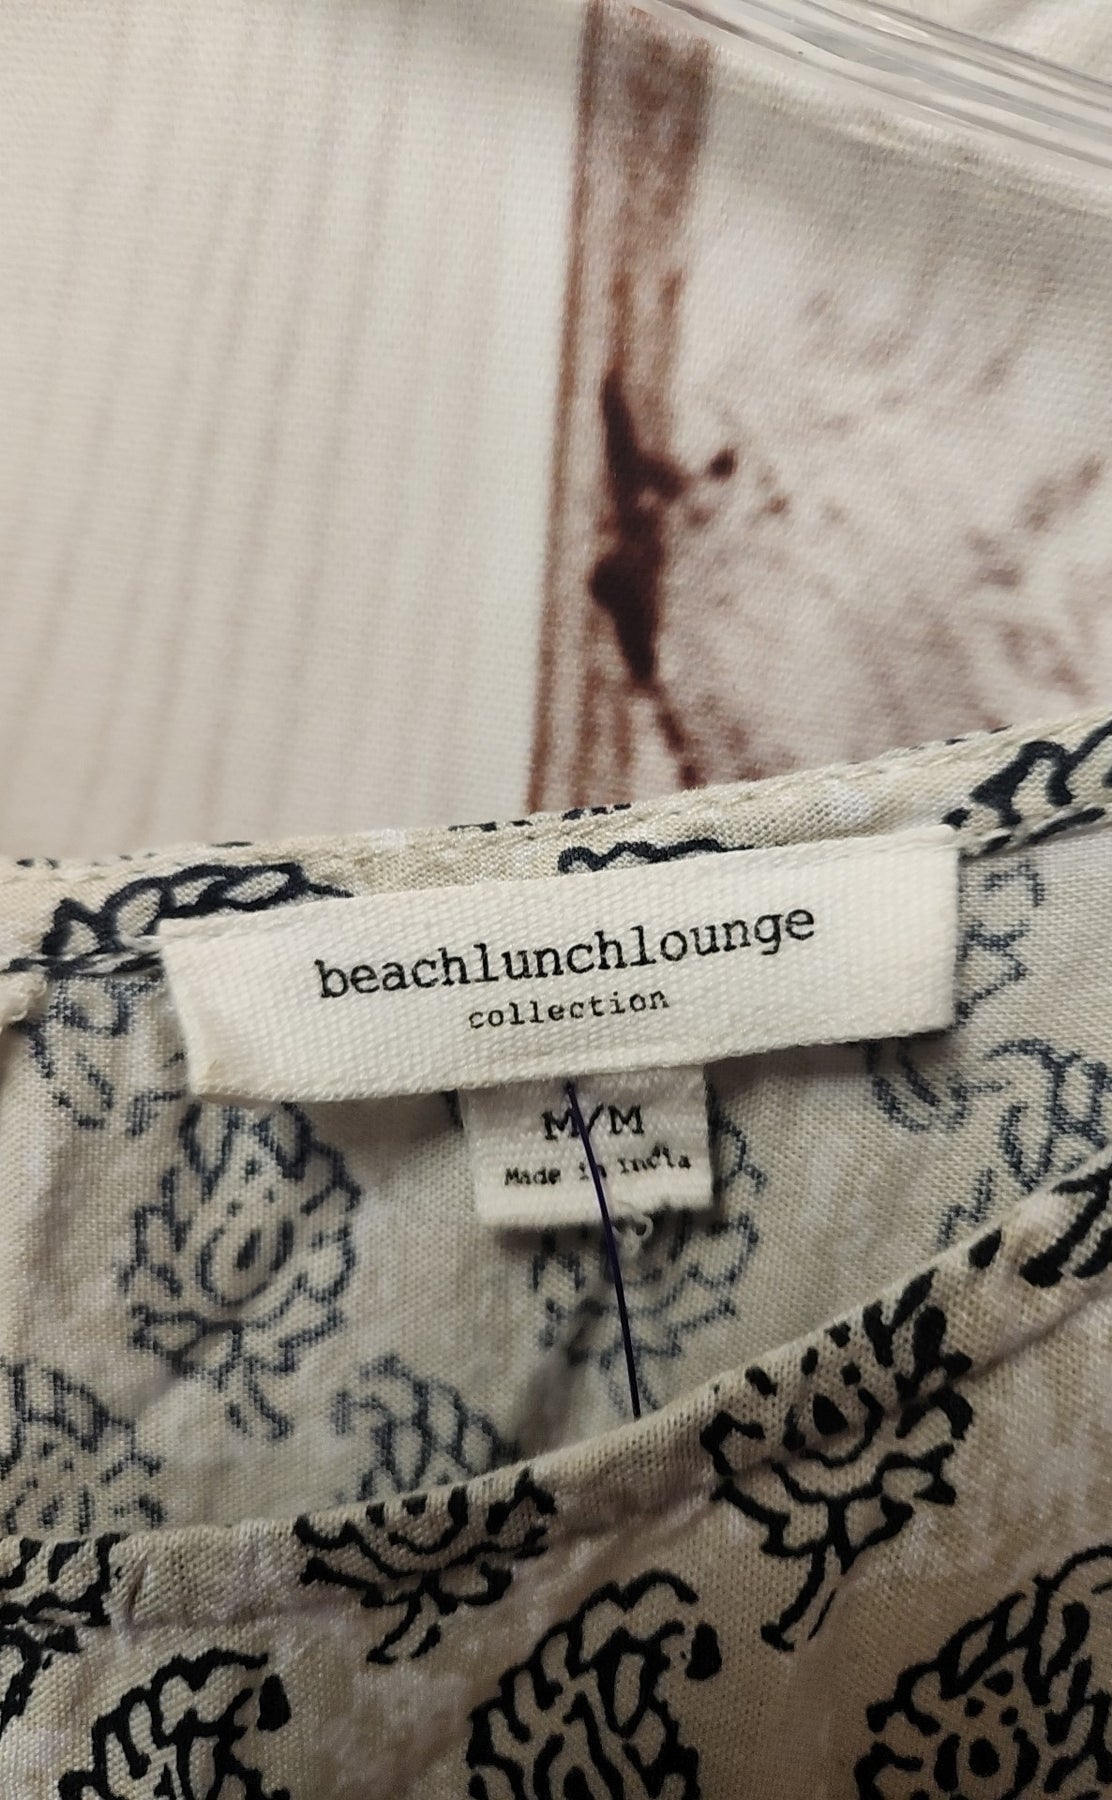 beachlunchlounge
collection
M/M
Made in India